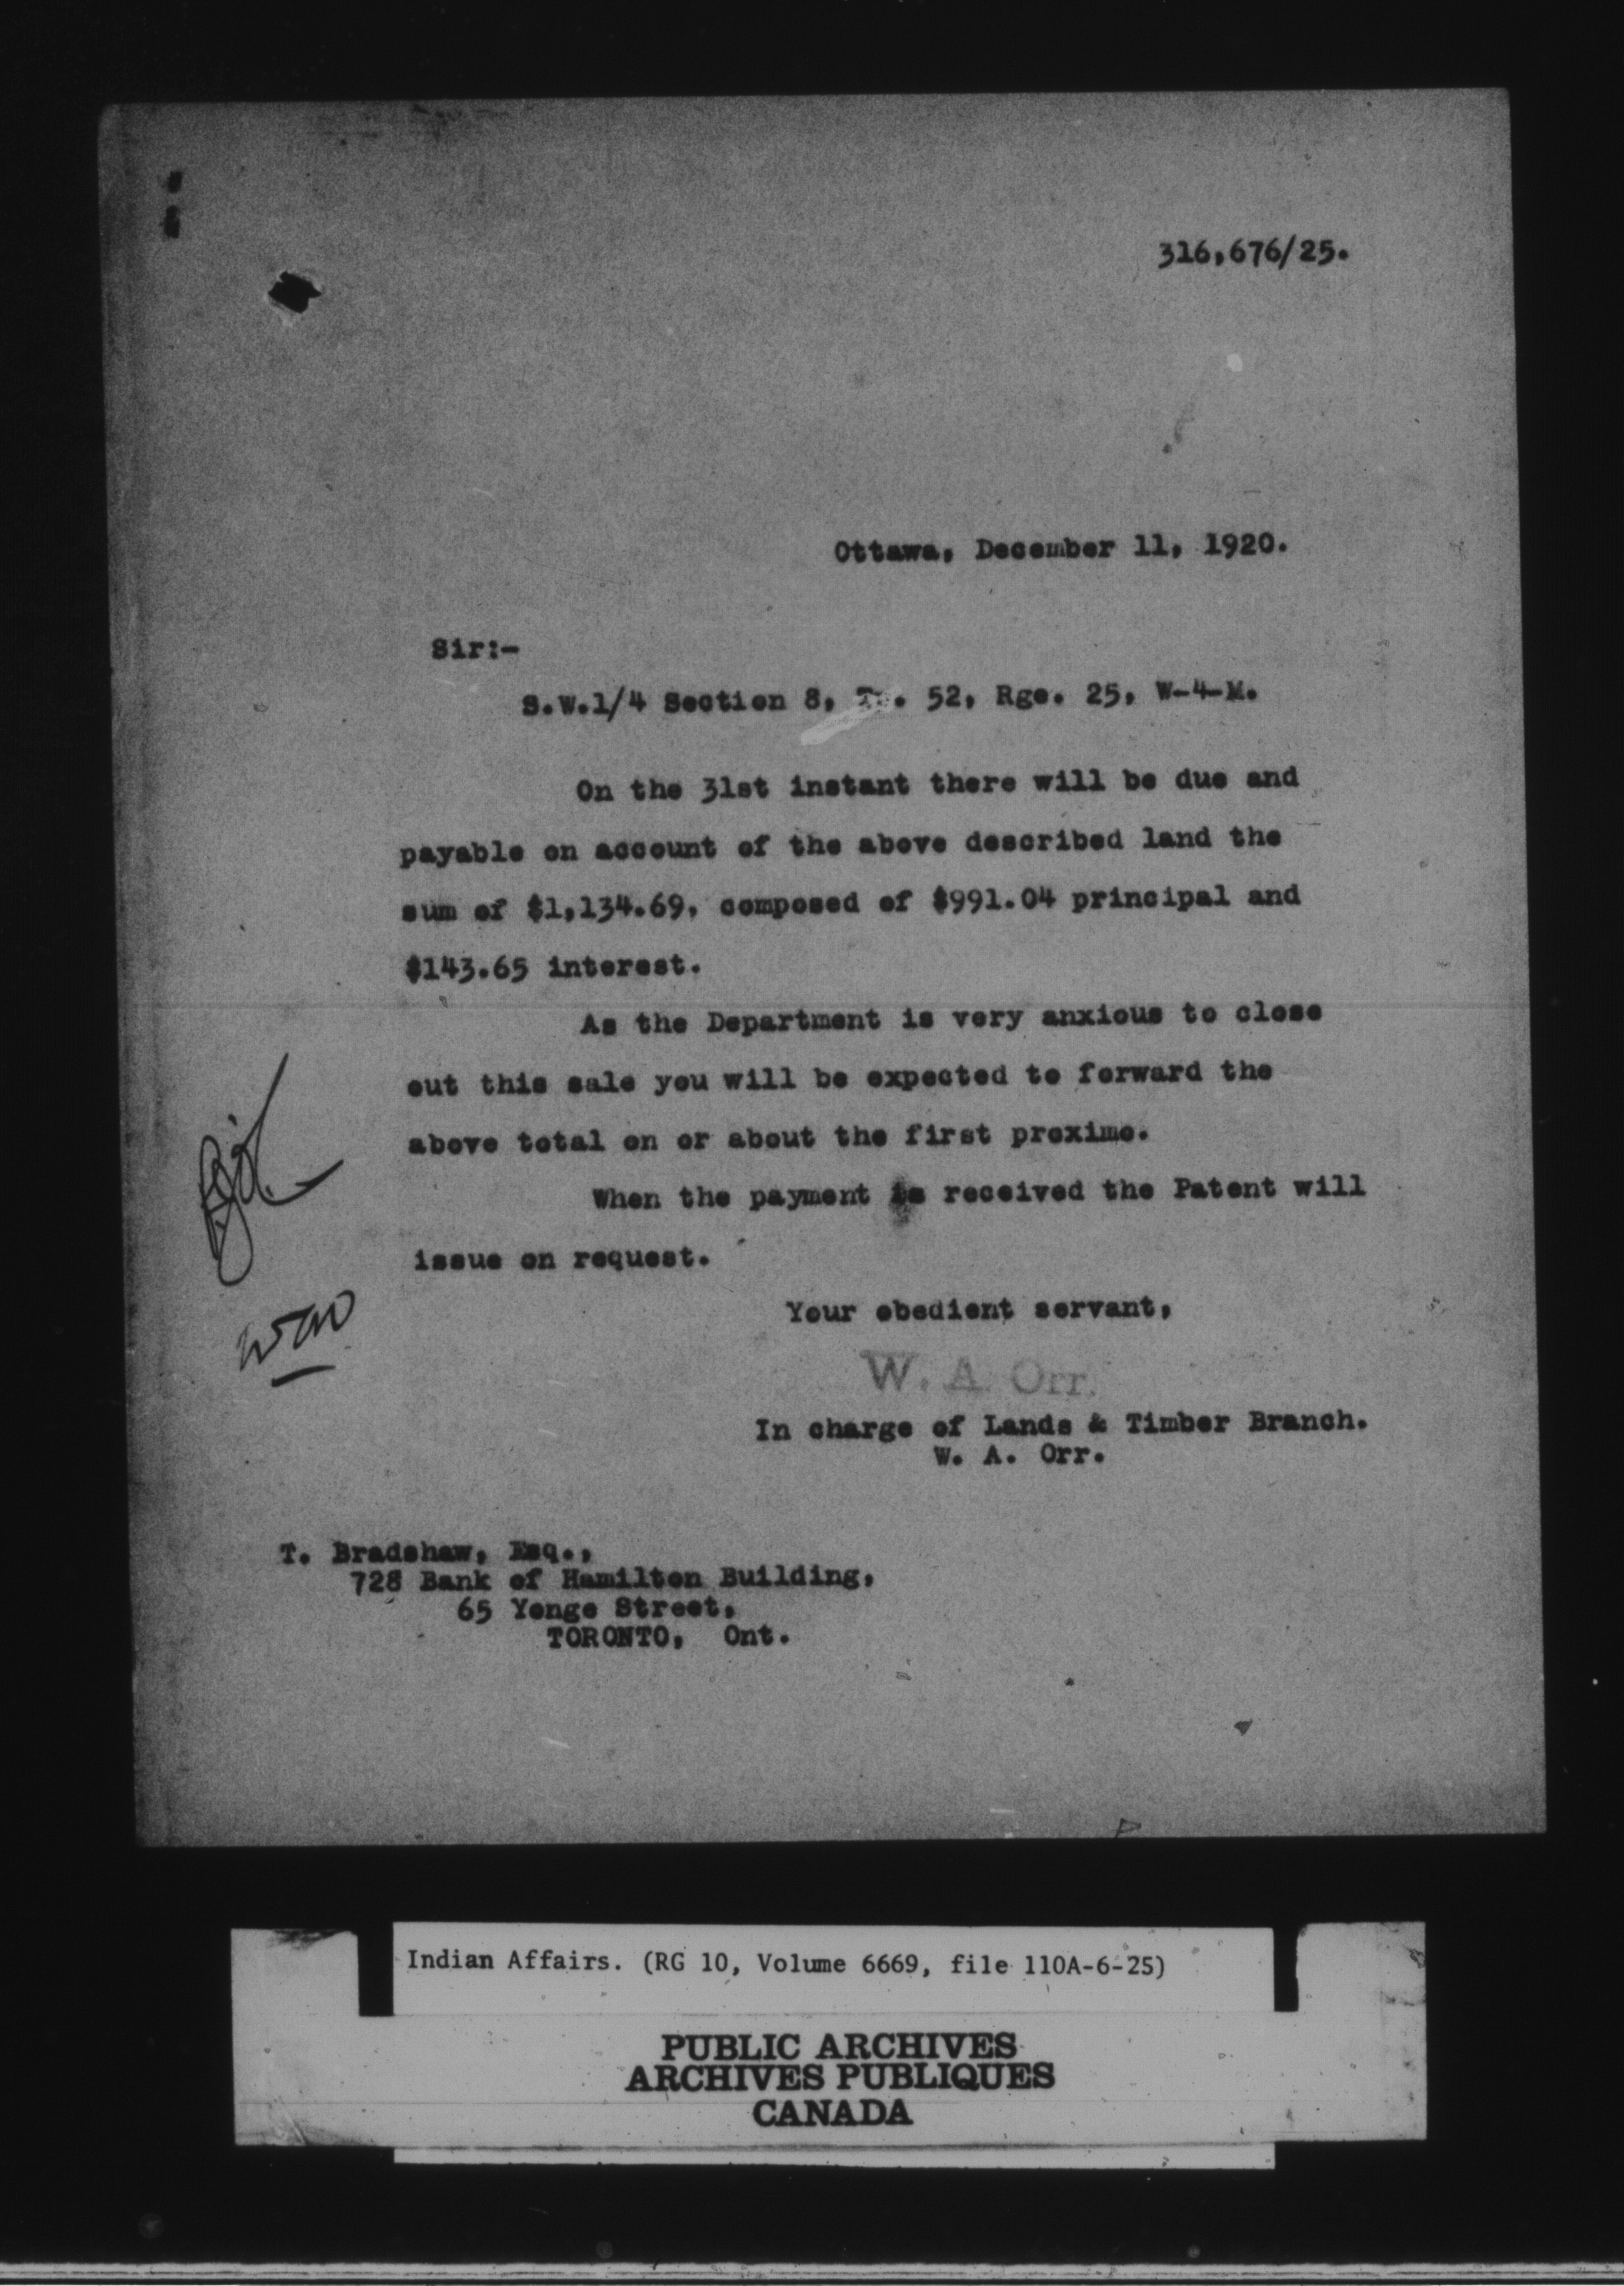 316,676/25.
Ottawa, December 11, 1920.
Sir:-
S.W.1/4 Section 8, Tp. 52, Rge. 25, W-4-M.
On the 31st instant there will be due and
payable on account of the above described land the
sum of $1,134.69, composed of $991.04 principal and
$143.65 interest.
As the Department is very anxious to close
out this sale you will be expected to forward the
above total on or about the first proximo.
When the payment is received the Patent will
issue on request.
Your obedient servant,
W. A. Orr.
In charge of Lands & Timber Branch.
W. A. Orr.
T. Bradshaw, Esq.,
728 Bank of Hamilton Building,
65 Yonge Street,
TORONTO, Ont.
Indian Affairs. (RG 10, Volume 6669, file 110A-6-25)
PUBLIC ARCHIVES
ARCHIVES PUBLIQUES
CANADA